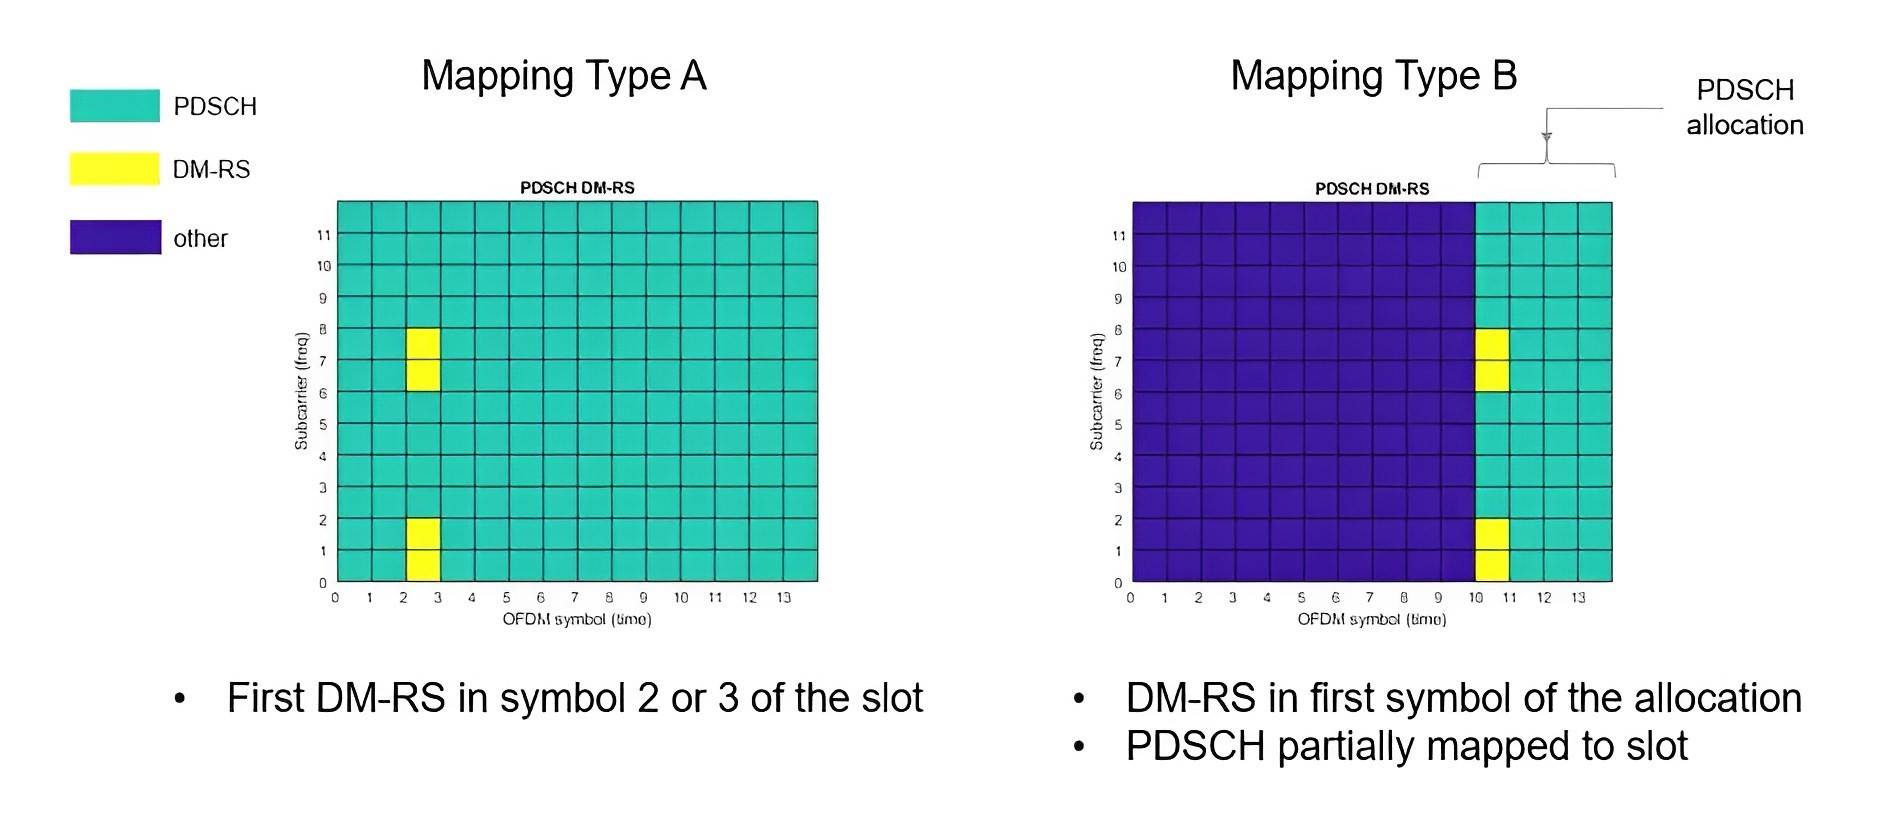 Mapping Type A
Mapping Type B
PDSCH
allocation
PDSCH
DM-RS
other
PDSCH DM-RS
11
10
9
8
7
6
5
4
3
2
1
0
Subcarrier (freq)
0 1 2 3 4 5 6 7 8 9 10 11 12 13
OFDM symbol (time)
PDSCH DM-RS
11
10
9
8
7
6
5
4
3
2
1
0
Subcarrier (freq)
0 1 2 3 4 5 6 7 8 9 10 11 12 13
OFDM symbol (time)
• First DM-RS in symbol 2 or 3 of the slot
• DM-RS in first symbol of the allocation
• PDSCH partially mapped to slot